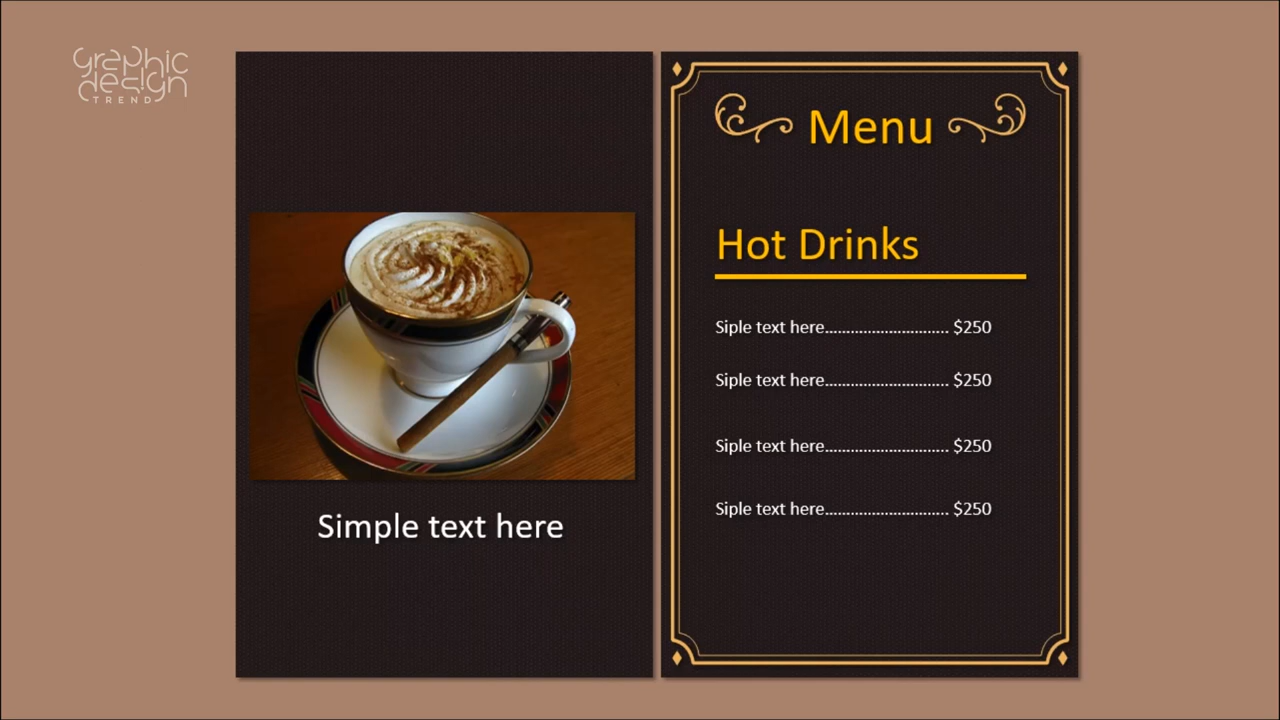 graphic
design
TREND
Simple text here
Menu
Hot Drinks
Siple text here............................. $250
Siple text here............................. $250
Siple text here............................. $250
Siple text here............................. $250